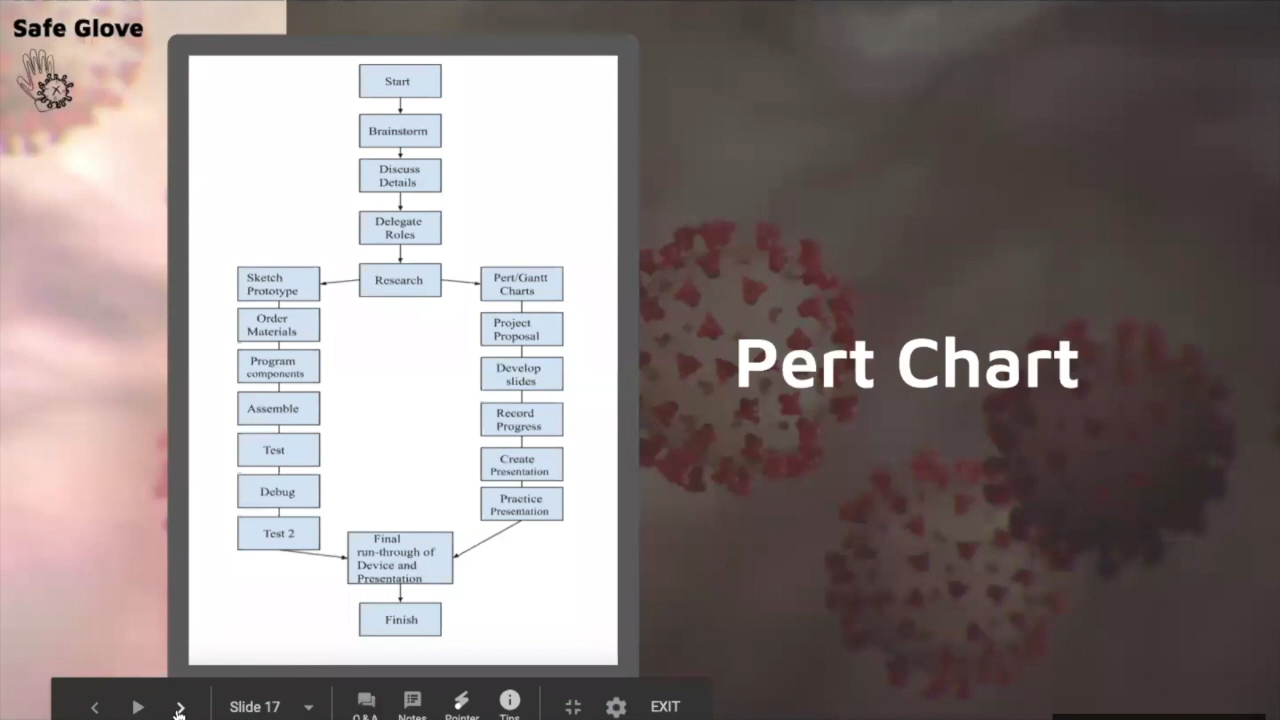 Safe Glove
Start
Brainstorm
Discuss
Details
Delegate
Roles
Research
Sketch
Prototype
Order
Materials
Program
components
Assemble
Test
Debug
Test 2
Pert/Gantt
Charts
Project
Proposal
Develop
slides
Record
Progress
Create
Presentation
Practice
Presentation
Final
run-through of
Device and
Presentation
Finish
Pert Chart
Slide 17
Q&A
Notes
Pointer
Tips
EXIT